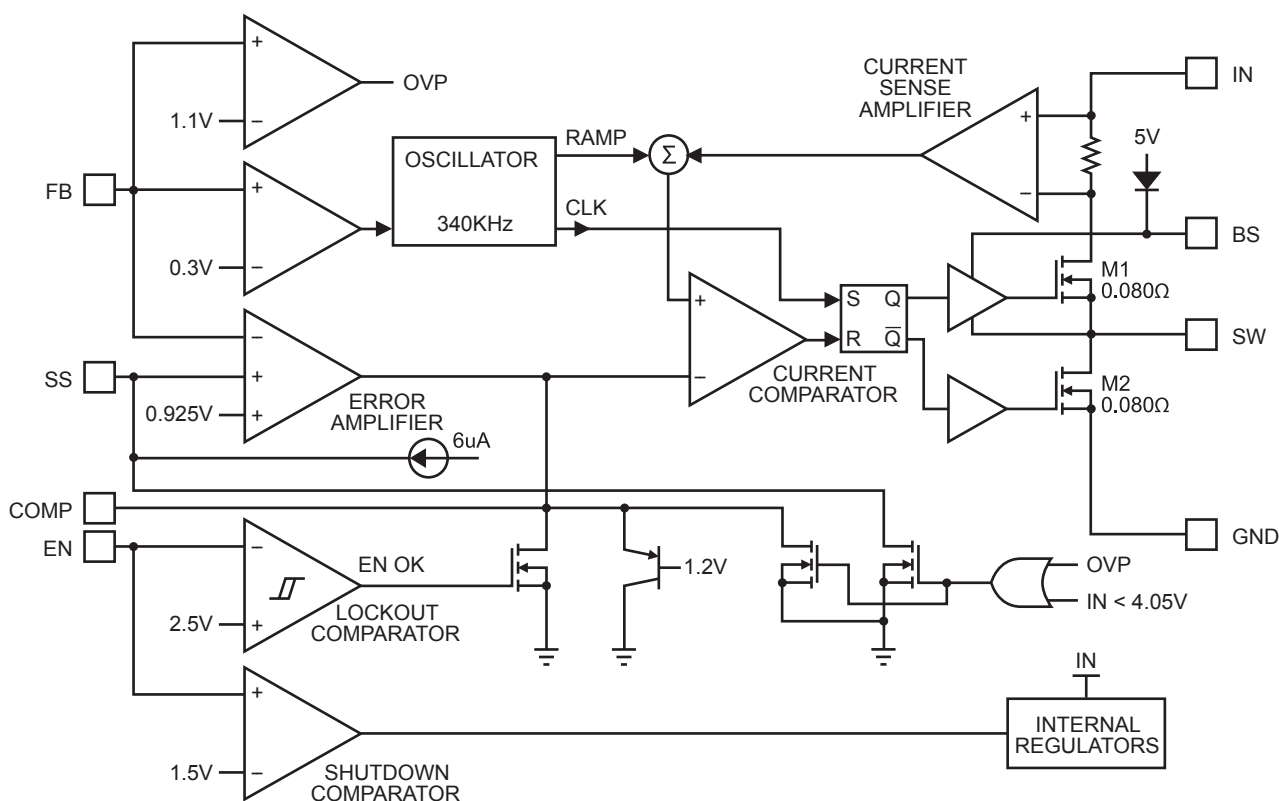 +
OVP
1.1V
−
FB
+
0.3V
−
OSCILLATOR
340KHz
RAMP
CLK
Σ
CURRENT
SENSE
AMPLIFIER
+
−
IN
5V
BS
M1
0.080Ω
SW
M2
0.080Ω
GND
S Q
R Q̅
+
−
CURRENT
COMPARATOR
SS
−
+
0.925V
+
ERROR
AMPLIFIER
6uA
COMP
EN
−
EN OK
2.5V
+
LOCKOUT
COMPARATOR
1.2V
OVP
IN < 4.05V
+
1.5V
−
SHUTDOWN
COMPARATOR
IN
INTERNAL
REGULATORS